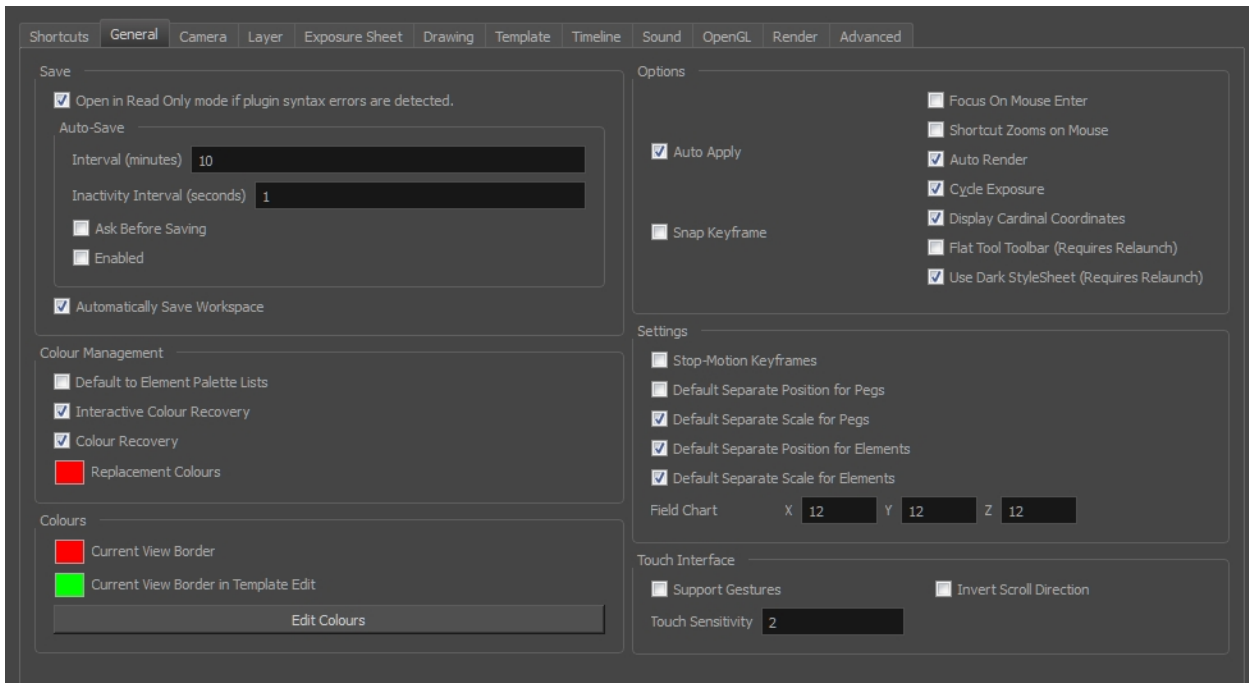 Shortcuts General Camera Layer Exposure Sheet Drawing Template Timeline Sound OpenGL Render Advanced
Save
Open in Read Only mode if plugin syntax errors are detected.
Auto-Save
Interval (minutes) 10
Inactivity Interval (seconds) 1
Ask Before Saving
Enabled
Automatically Save Workspace
Colour Management
Default to Element Palette Lists
Interactive Colour Recovery
Colour Recovery
Replacement Colours
Colours
Current View Border
Current View Border in Template Edit
Edit Colours
Options
Auto Apply
Snap Keyframe
Focus On Mouse Enter
Shortcut Zooms on Mouse
Auto Render
Cycle Exposure
Display Cardinal Coordinates
Flat Tool Toolbar (Requires Relaunch)
Use Dark StyleSheet (Requires Relaunch)
Settings
Stop-Motion Keyframes
Default Separate Position for Pegs
Default Separate Scale for Pegs
Default Separate Position for Elements
Default Separate Scale for Elements
Field Chart X 12 Y 12 Z 12
Touch Interface
Support Gestures Invert Scroll Direction
Touch Sensitivity 2